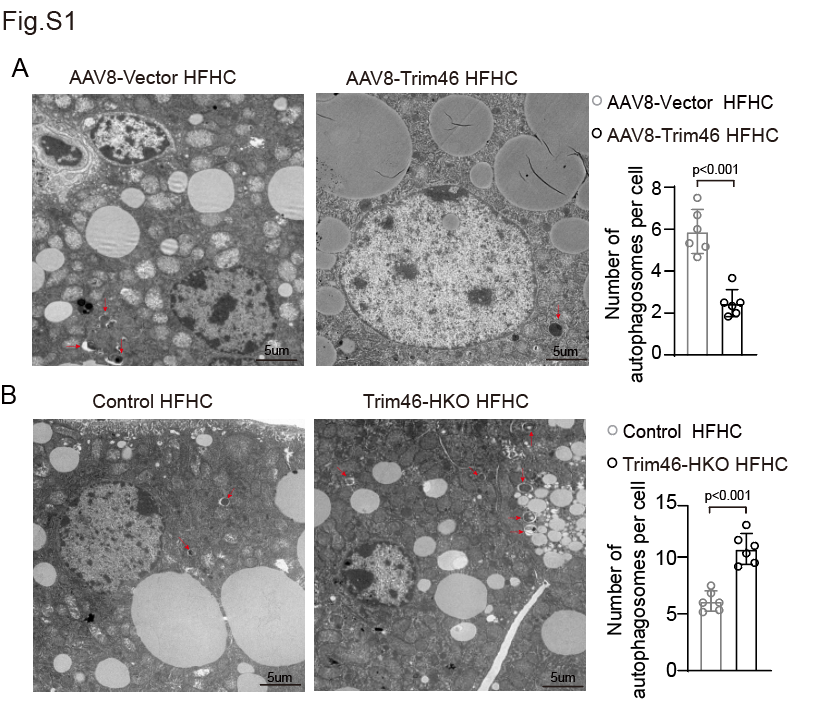 Fig.S1
A
AAV8-Vector HFHC
AAV8-Trim46 HFHC
5um
5um
AAV8-Vector HFHC
AAV8-Trim46 HFHC
p<0.001
Number of
autophagosomes per cell
8
6
4
2
0
B
Control HFHC
Trim46-HKO HFHC
5um
5um
Control HFHC
Trim46-HKO HFHC
p<0.001
Number of
autophagosomes per cell
15
10
5
0